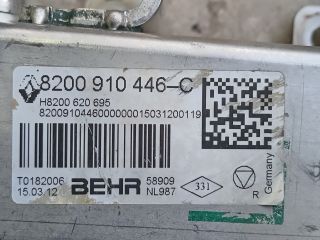 8200 910 446-C
H8200 620 695
8200910446000000015031200119
T0182006 BEHR 58909
15.03.12 NL987
331
R
Germany